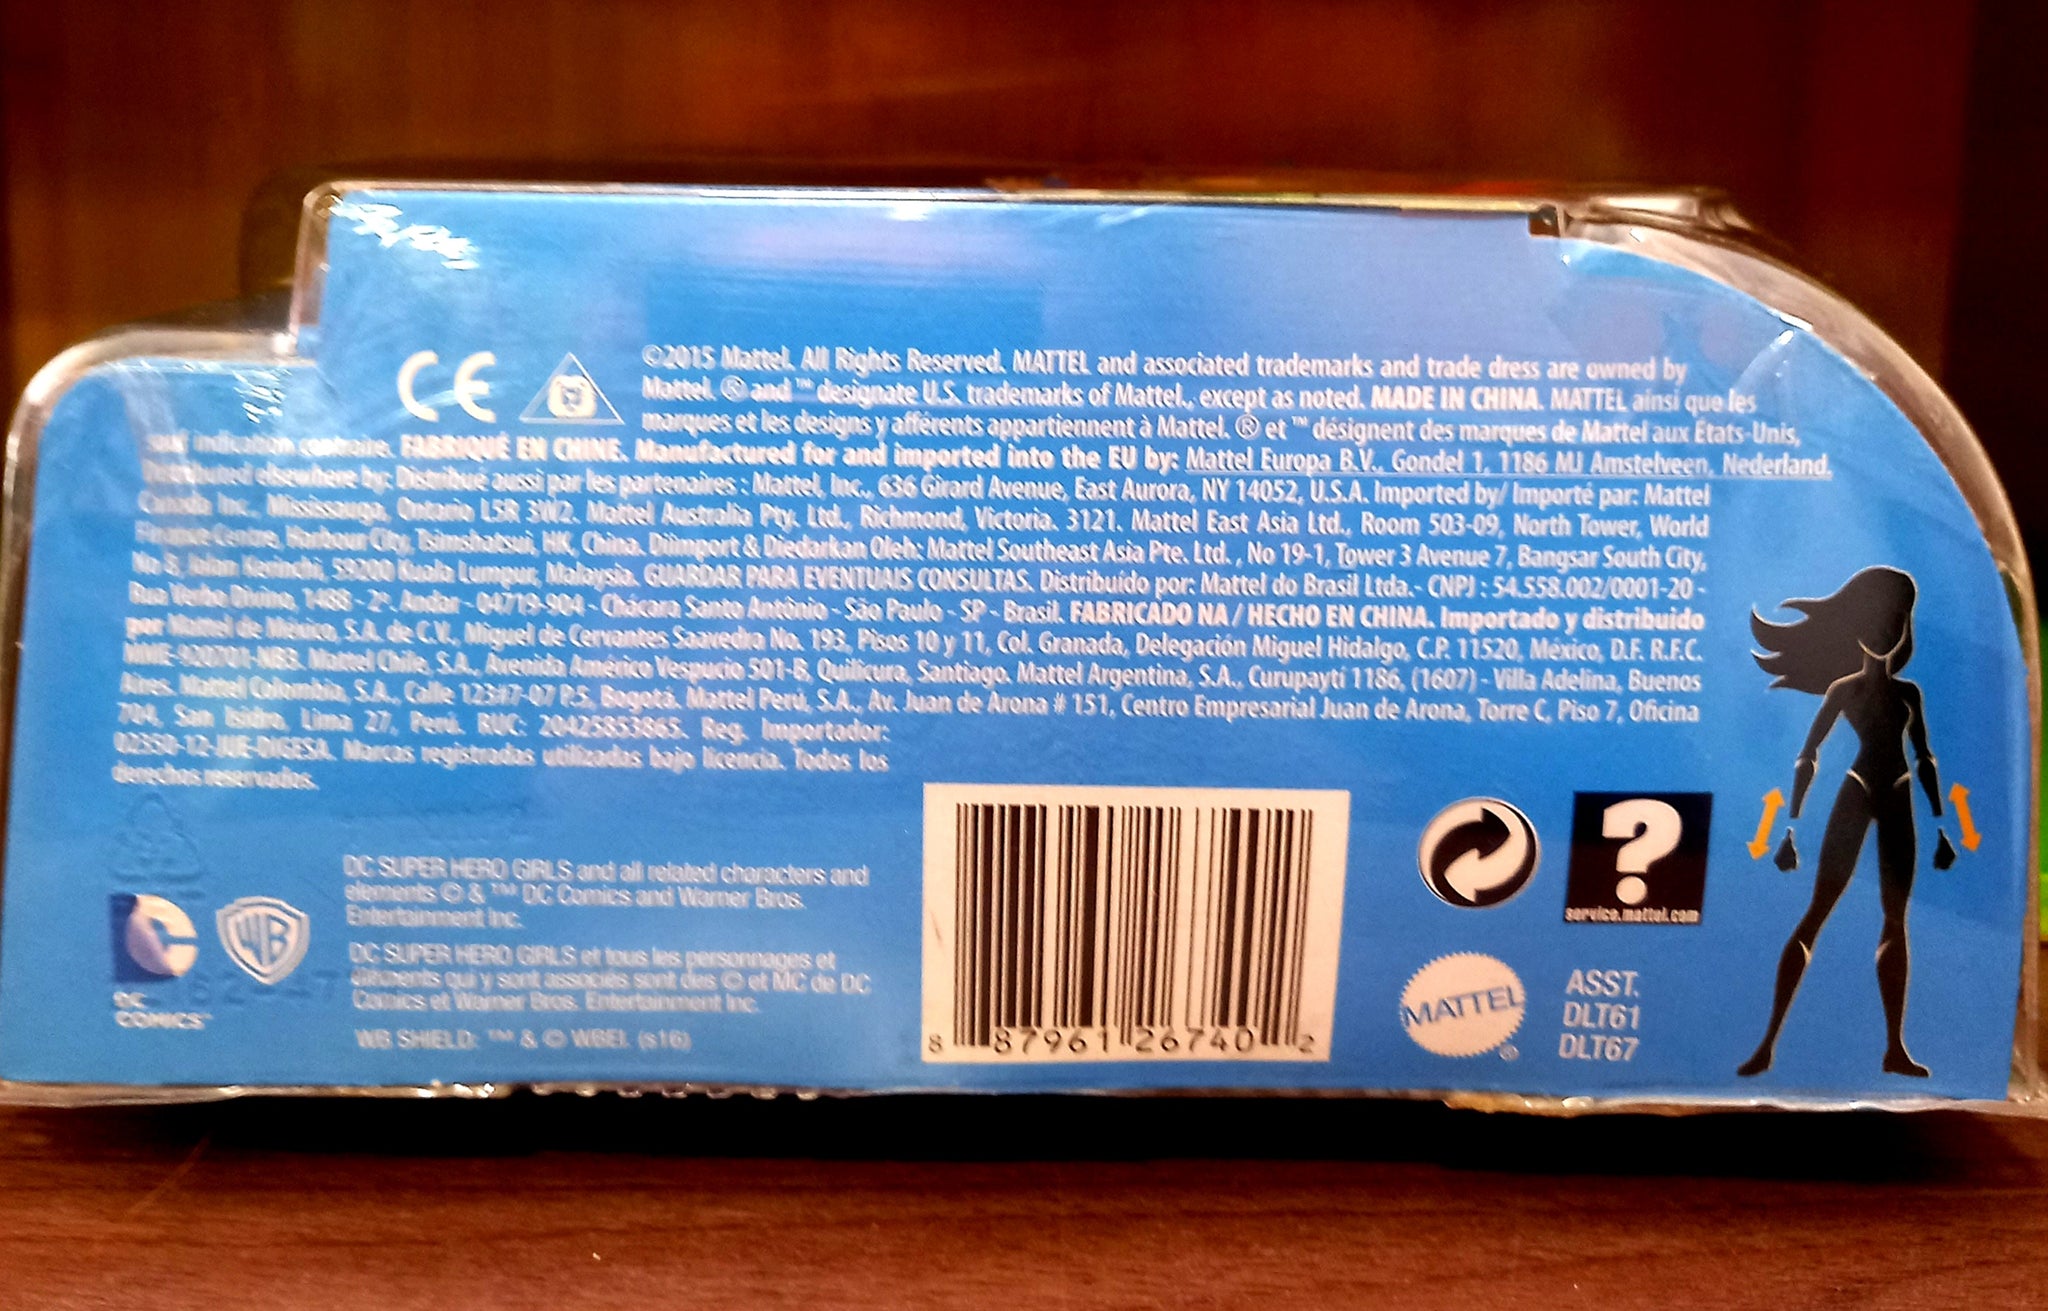 CE
©2015 Mattel. All Rights Reserved. MATTEL and associated trademarks and trade dress are owned by
Mattel. ® and ™ designate U.S. trademarks of Mattel., except as noted. MADE IN CHINA. MATTEL ainsi que les
marques et les designs y afférents appartiennent à Mattel. ® et ™ désignent des marques de Mattel aux États-Unis,
sauf indication contraire. FABRIQUÉ EN CHINE. Manufactured for and imported into the EU by: Mattel Europa B.V., Gondel 1, 1186 MJ Amstelveen, Nederland.
Distributed elsewhere by: Distribué aussi par les partenaires : Mattel, Inc., 636 Girard Avenue, East Aurora, NY 14052, U.S.A. Imported by/ Importé par: Mattel
Canada Inc., Mississauga, Ontario L5R 3W2. Mattel Australia Pty. Ltd., Richmond, Victoria. 3121. Mattel East Asia Ltd., Room 503-09, North Tower, World
Finance Centre, Harbour City, Tsimshatsui, HK, China. Diimport & Diedarkan Oleh: Mattel Southeast Asia Pte. Ltd. , No 19-1, Tower 3 Avenue 7, Bangsar South City,
No 8, Jalan Kerinchi, 59200 Kuala Lumpur, Malaysia. GUARDAR PARA EVENTUAIS CONSULTAS. Distribuído por: Mattel do Brasil Ltda.- CNPJ : 54.558.002/0001-20 -
Rua Verbo Divino, 1488 - 2º. Andar - 04719-904 - Chácara Santo Antônio - São Paulo - SP - Brasil. FABRICADO NA / HECHO EN CHINA. Importado y distribuido
por Mattel de México, S.A. de C.V., Miguel de Cervantes Saavedra No. 193, Pisos 10 y 11, Col. Granada, Delegación Miguel Hidalgo, C.P. 11520, México, D.F. R.F.C.
MME-920701-NB3. Mattel Chile, S.A., Avenida Américo Vespucio 501-B, Quilicura, Santiago. Mattel Argentina, S.A., Curupaytí 1186, (1607) - Villa Adelina, Buenos
Aires. Mattel Colombia, S.A., Calle 123#7-07 P.5, Bogotá. Mattel Perú, S.A., Av. Juan de Arona # 151, Centro Empresarial Juan de Arona, Torre C, Piso 7, Oficina
704, San Isidro, Lima 27, Perú. RUC: 20425853865. Reg. Importador:
02350-12-JUE-DIGESA. Marcas registradas utilizadas bajo licencia. Todos los
derechos reservados.
DC SUPER HERO GIRLS and all related characters and
elements © & ™ DC Comics and Warner Bros.
Entertainment Inc.
DC SUPER HERO GIRLS et tous les personnages et
éléments qui y sont associés sont des © et MC de DC
Comics et Warner Bros. Entertainment Inc.
WB SHIELD: ™ & © WBEI. (s16)
DC
COMICS™
WB
8 87961 26740 2
?
service.mattel.com
MATTEL®
ASST.
DLT61
DLT67